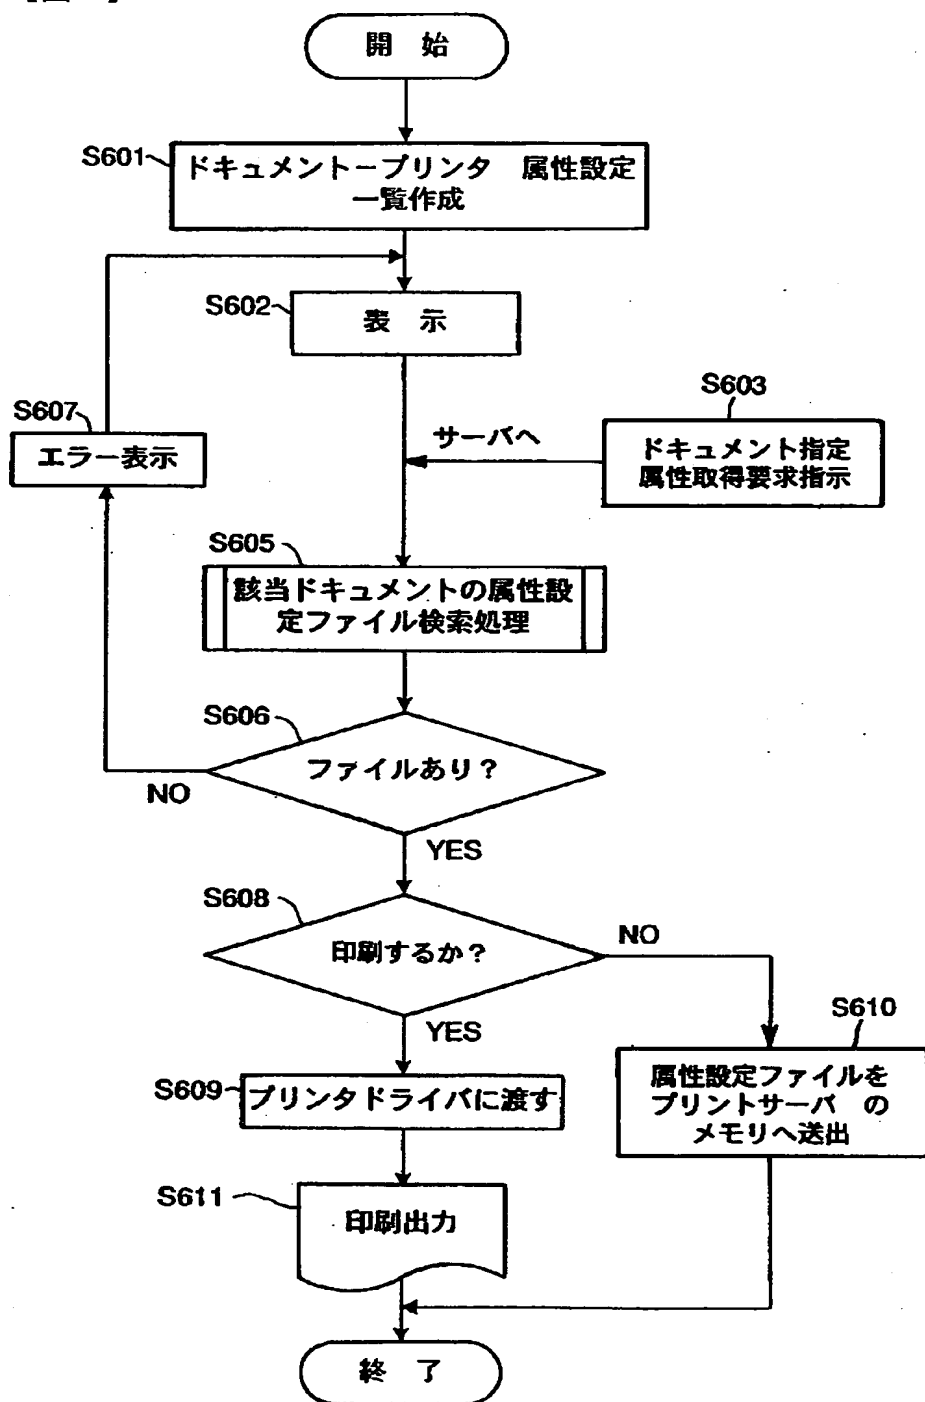 開 始
S601
ドキュメントープリンタ 属性設定
一覧作成
S602
表 示
S603
ドキュメント指定
属性取得要求指示
サーバへ
S607
エラー表示
S605
該当ドキュメントの属性設
定ファイル検索処理
S606
ファイルあり?
NO
YES
S608
印刷するか?
NO
YES
S610
属性設定ファイルを
プリントサーバ の
メモリへ送出
S609
プリンタドライバに渡す
S611
印刷出力
終 了